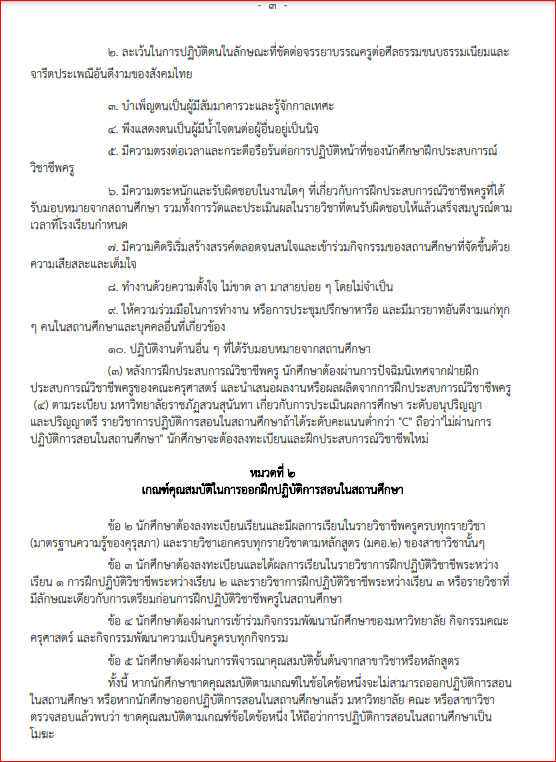 - ๓ -
๒. ละเว้นในการปฏิบัติตนในลักษณะที่ขัดต่อจรรยาบรรณครูต่อศีลธรรมขนบธรรมเนียมและ
จารีตประเพณีอันดีงามของสังคมไทย
๓. บำเพ็ญตนเป็นผู้มีสัมมาคารวะและรู้จักกาลเทศะ
๔. พึงแสดงตนเป็นผู้มีน้ำใจตนต่อผู้อื่นอยู่เป็นนิจ
๕. มีความตรงต่อเวลาและกระตือรือร้นต่อการปฏิบัติหน้าที่ของนักศึกษาฝึกประสบการณ์
วิชาชีพครู
๖. มีความตระหนักและรับผิดชอบในงานใดๆ ที่เกี่ยวกับการฝึกประสบการณ์วิชาชีพครูที่ได้
รับมอบหมายจากสถานศึกษา รวมทั้งการวัดและประเมินผลในรายวิชาที่ตนรับผิดชอบให้แล้วเสร็จสมบูรณ์ตาม
เวลาที่โรงเรียนกำหนด
๗. มีความคิดริเริ่มสร้างสรรค์ตลอดจนสนใจและเข้าร่วมกิจกรรมของสถานศึกษาที่จัดขึ้นด้วย
ความเสียสละและเต็มใจ
๘. ทำงานด้วยความตั้งใจ ไม่ขาด ลา มาสายบ่อย ๆ โดยไม่จำเป็น
๙. ให้ความร่วมมือในการทำงาน หรือการประชุมปรึกษาหารือ และมีมารยาทอันดีงามแก่ทุก
ๆ คนในสถานศึกษาและบุคคลอื่นที่เกี่ยวข้อง
๑๐. ปฏิบัติงานด้านอื่น ๆ ที่ได้รับมอบหมายจากสถานศึกษา
(๓) หลังการฝึกประสบการณ์วิชาชีพครู นักศึกษาต้องผ่านการปัจฉิมนิเทศจากฝ่ายฝึก
ประสบการณ์วิชาชีพครูของคณะครุศาสตร์ และนำเสนอผลงานหรือผลผลิตจากการฝึกประสบการณ์วิชาชีพครู
(๔) ตามระเบียบ มหาวิทยาลัยราชภัฏสวนสุนันทา เกี่ยวกับการประเมินผลการศึกษา ระดับอนุปริญญา
และปริญญาตรี รายวิชาการปฏิบัติการสอนในสถานศึกษาถ้าได้ระดับคะแนนต่ำกว่า "C" ถือว่า"ไม่ผ่านการ
ปฏิบัติการสอนในสถานศึกษา" นักศึกษาจะต้องลงทะเบียนและฝึกประสบการณ์วิชาชีพใหม่
หมวดที่ ๒
เกณฑ์คุณสมบัติในการออกฝึกปฏิบัติการสอนในสถานศึกษา
ข้อ ๒ นักศึกษาต้องลงทะเบียนเรียนและมีผลการเรียนในรายวิชาชีพครูครบทุกรายวิชา
(มาตรฐานความรู้ของคุรุสภา) และรายวิชาเอกครบทุกรายวิชาตามหลักสูตร (มคอ.๒) ของสาขาวิชานั้นๆ
ข้อ ๓ นักศึกษาต้องลงทะเบียนและได้ผลการเรียนในรายวิชาการฝึกปฏิบัติวิชาชีพระหว่าง
เรียน ๑ การฝึกปฏิบัติวิชาชีพระหว่างเรียน ๒ และรายวิชาการฝึกปฏิบัติวิชาชีพระหว่างเรียน ๓ หรือรายวิชาที่
มีลักษณะเดียวกับการเตรียมก่อนการฝึกปฏิบัติวิชาชีพครูในสถานศึกษา
ข้อ ๔ นักศึกษาต้องผ่านการเข้าร่วมกิจกรรมพัฒนานักศึกษาของมหาวิทยาลัย กิจกรรมคณะ
ครุศาสตร์ และกิจกรรมพัฒนาความเป็นครูครบทุกกิจกรรม
ข้อ ๕ นักศึกษาต้องผ่านการพิจารณาคุณสมบัติขั้นต้นจากสาขาวิชาหรือหลักสูตร
ทั้งนี้ หากนักศึกษาขาดคุณสมบัติตามเกณฑ์ในข้อใดข้อหนึ่งจะไม่สามารถออกปฏิบัติการสอน
ในสถานศึกษา หรือหากนักศึกษาออกปฏิบัติการสอนในสถานศึกษาแล้ว มหาวิทยาลัย คณะ หรือสาขาวิชา
ตรวจสอบแล้วพบว่า ขาดคุณสมบัติตามเกณฑ์ข้อใดข้อหนึ่ง ให้ถือว่าการปฏิบัติการสอนในสถานศึกษาเป็น
โมฆะ